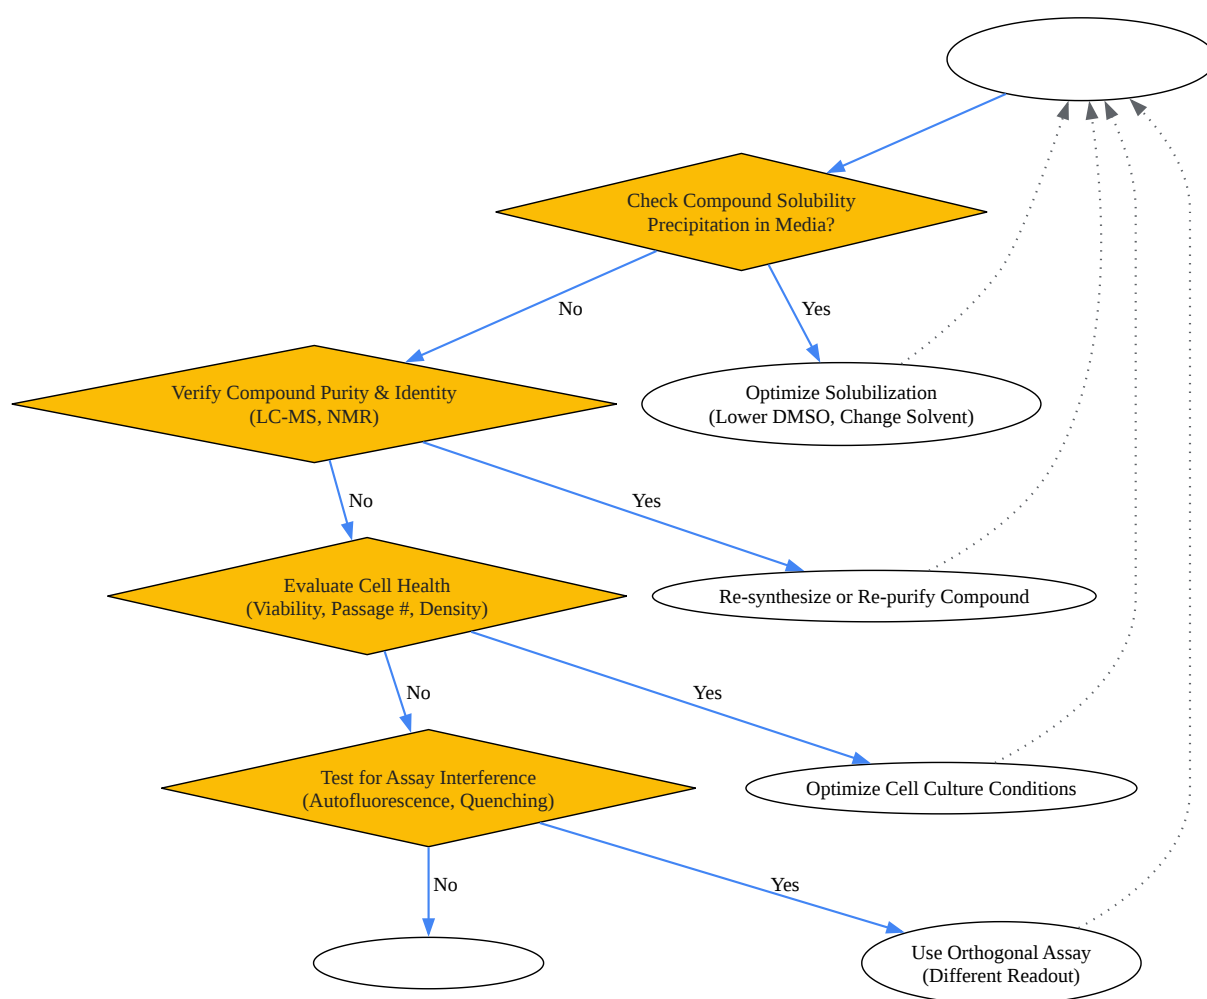 Check Compound Solubility
Precipitation in Media?
No
Yes
Verify Compound Purity & Identity
(LC-MS, NMR)
Optimize Solubilization
(Lower DMSO, Change Solvent)
No
Yes
Evaluate Cell Health
(Viability, Passage #, Density)
Re-synthesize or Re-purify Compound
No
Yes
Test for Assay Interference
(Autofluorescence, Quenching)
Optimize Cell Culture Conditions
No
Yes
Use Orthogonal Assay
(Different Readout)